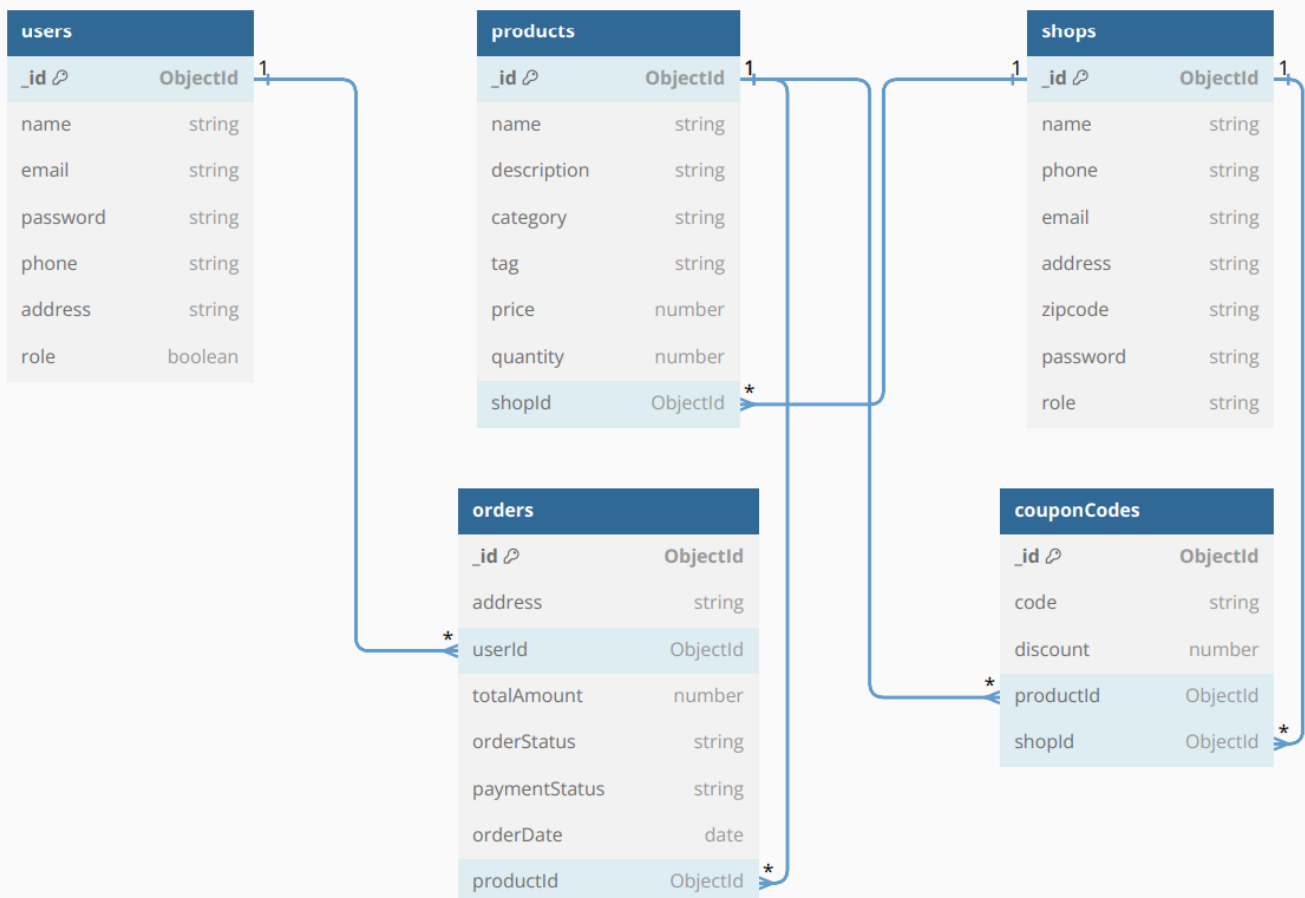 users
_id ObjectId
name string
email string
password string
phone string
address string
role boolean
1
products
_id ObjectId
name string
description string
category string
tag string
price number
quantity number
shopId ObjectId
1
*
shops
_id ObjectId
name string
phone string
email string
address string
zipcode string
password string
role string
1
1
orders
_id ObjectId
address string
userId ObjectId
totalAmount number
orderStatus string
paymentStatus string
orderDate date
productId ObjectId
*
*
couponCodes
_id ObjectId
code string
discount number
productId ObjectId
shopId ObjectId
*
*